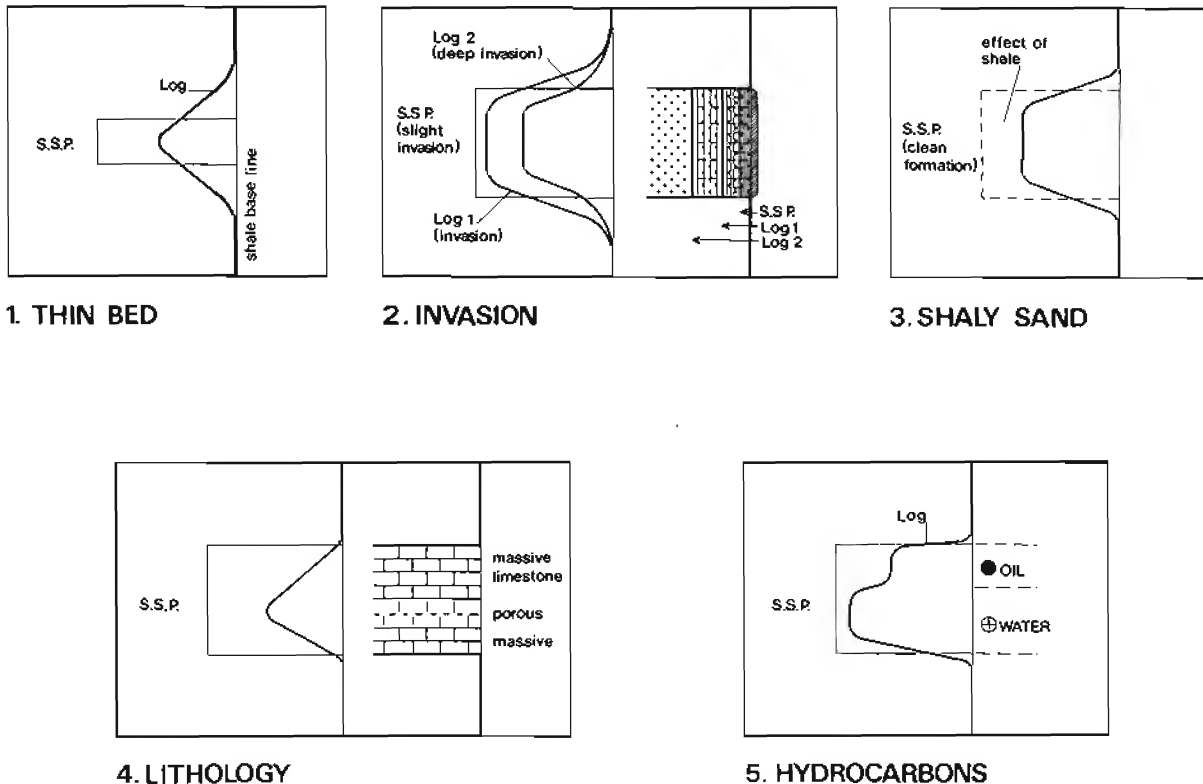 Log
S.S.P.
shale base line
1. THIN BED
Log 2
(deep invasion)
S.S.P.
(slight
invasion)
Log 1
(invasion)
S.S.P.
Log 1
Log 2
2. INVASION
effect of
shale
S.S.P.
(clean
formation)
3. SHALY SAND
S.S.P.
massive
limestone
porous
massive
4. LITHOLOGY
Log
S.S.P.
OIL
WATER
5. HYDROCARBONS